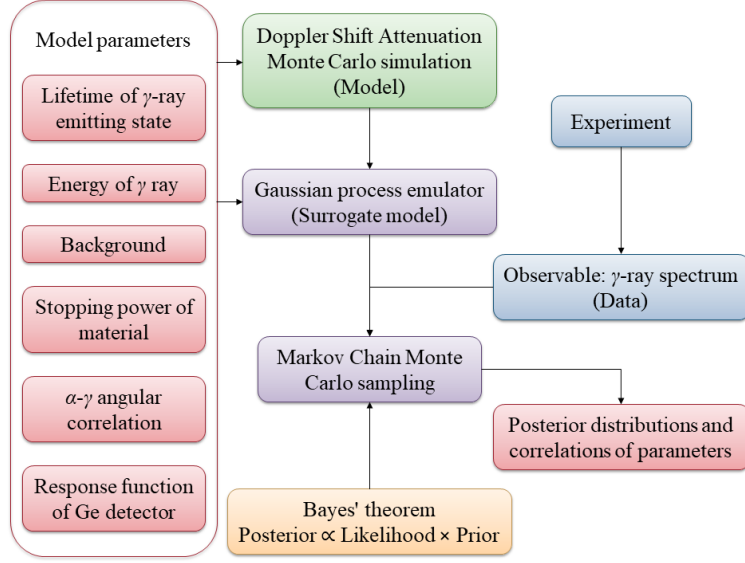 Model parameters
Lifetime of γ-ray
emitting state
Energy of γ ray
Background
Stopping power of
material
α-γ angular
correlation
Response function
of Ge detector
Doppler Shift Attenuation
Monte Carlo simulation
(Model)
Gaussian process emulator
(Surrogate model)
Experiment
Observable: γ-ray spectrum
(Data)
Markov Chain Monte
Carlo sampling
Posterior distributions and
correlations of parameters
Bayes' theorem
Posterior ∝ Likelihood × Prior